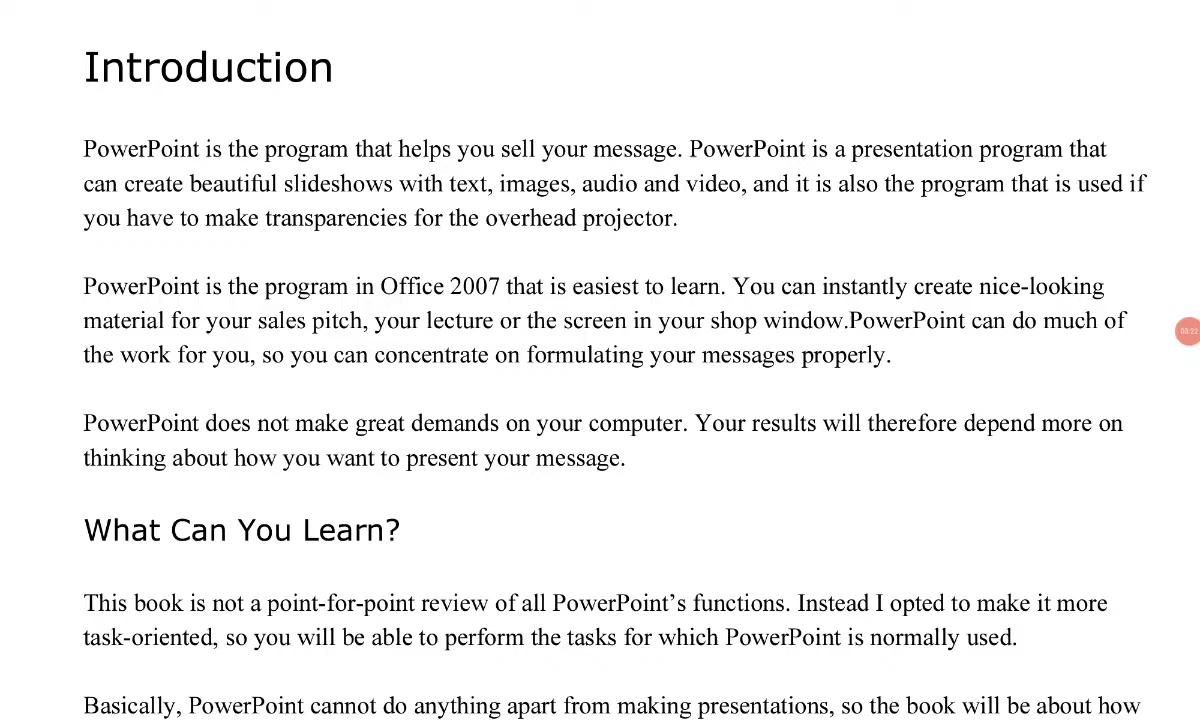 Introduction
PowerPoint is the program that helps you sell your message. PowerPoint is a presentation program that
can create beautiful slideshows with text, images, audio and video, and it is also the program that is used if
you have to make transparencies for the overhead projector.
PowerPoint is the program in Office 2007 that is easiest to learn. You can instantly create nice-looking
material for your sales pitch, your lecture or the screen in your shop window.PowerPoint can do much of
the work for you, so you can concentrate on formulating your messages properly.
00:22
PowerPoint does not make great demands on your computer. Your results will therefore depend more on
thinking about how you want to present your message.
What Can You Learn?
This book is not a point-for-point review of all PowerPoint’s functions. Instead I opted to make it more
task-oriented, so you will be able to perform the tasks for which PowerPoint is normally used.
Basically, PowerPoint cannot do anything apart from making presentations, so the book will be about how